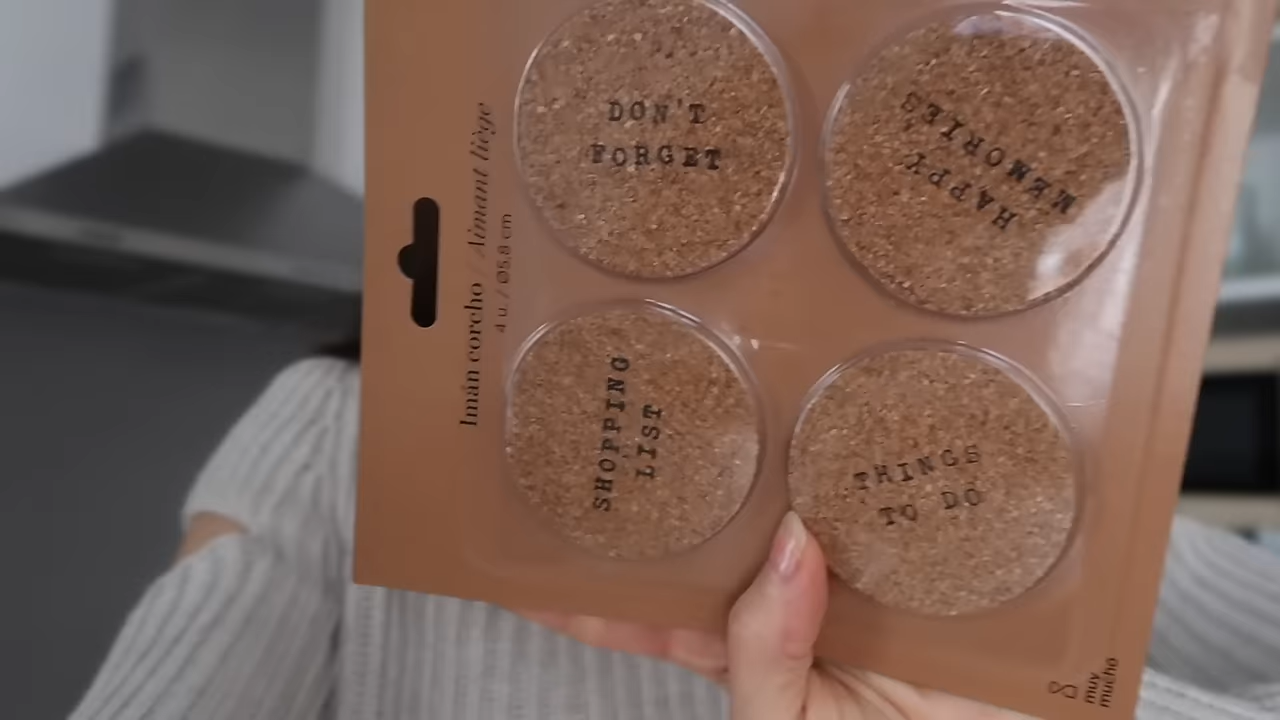 DON'T
FORGET
HAPPY
MEMORIES
SHOPPING
LIST
THINGS
TO DO
Imán corcho / Aimant liège
4 u. / Ø5.8 cm
muy
mucho